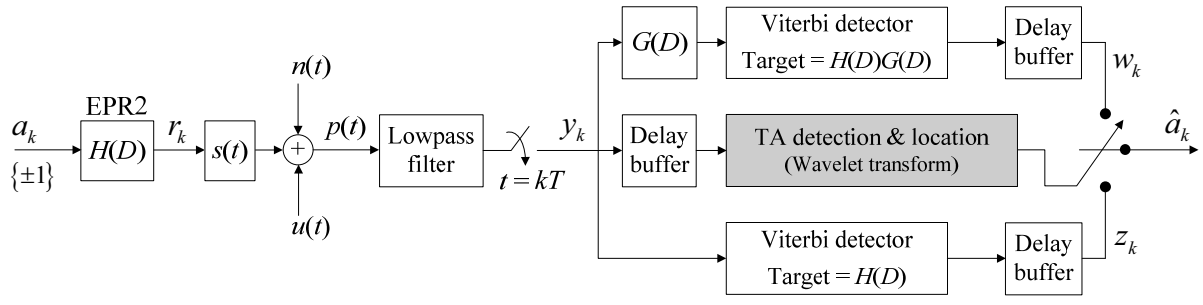 a_k
{±1}
EPR2
H(D)
r_k
s(t)
n(t)
+
u(t)
p(t)
Lowpass
filter
t = kT
y_k
G(D)
Viterbi detector
Target = H(D)G(D)
Delay
buffer
w_k
Delay
buffer
TA detection & location
(Wavelet transform)
â_k
Viterbi detector
Target = H(D)
Delay
buffer
z_k